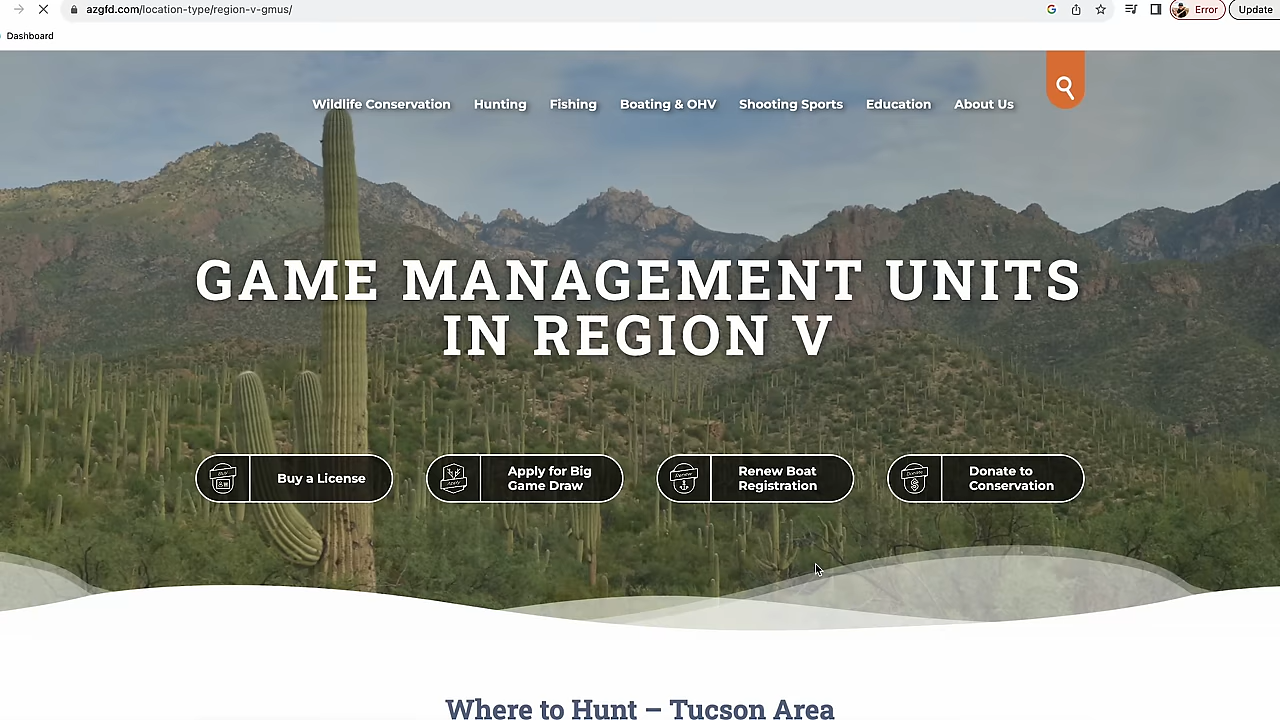 azgfd.com/location-type/region-v-gmus/
Error
Update
Dashboard
Wildlife Conservation Hunting Fishing Boating & OHV Shooting Sports Education About Us
GAME MANAGEMENT UNITS
IN REGION V
Buy a License
Apply for Big
Game Draw
Renew Boat
Registration
Donate to
Conservation
Where to Hunt – Tucson Area